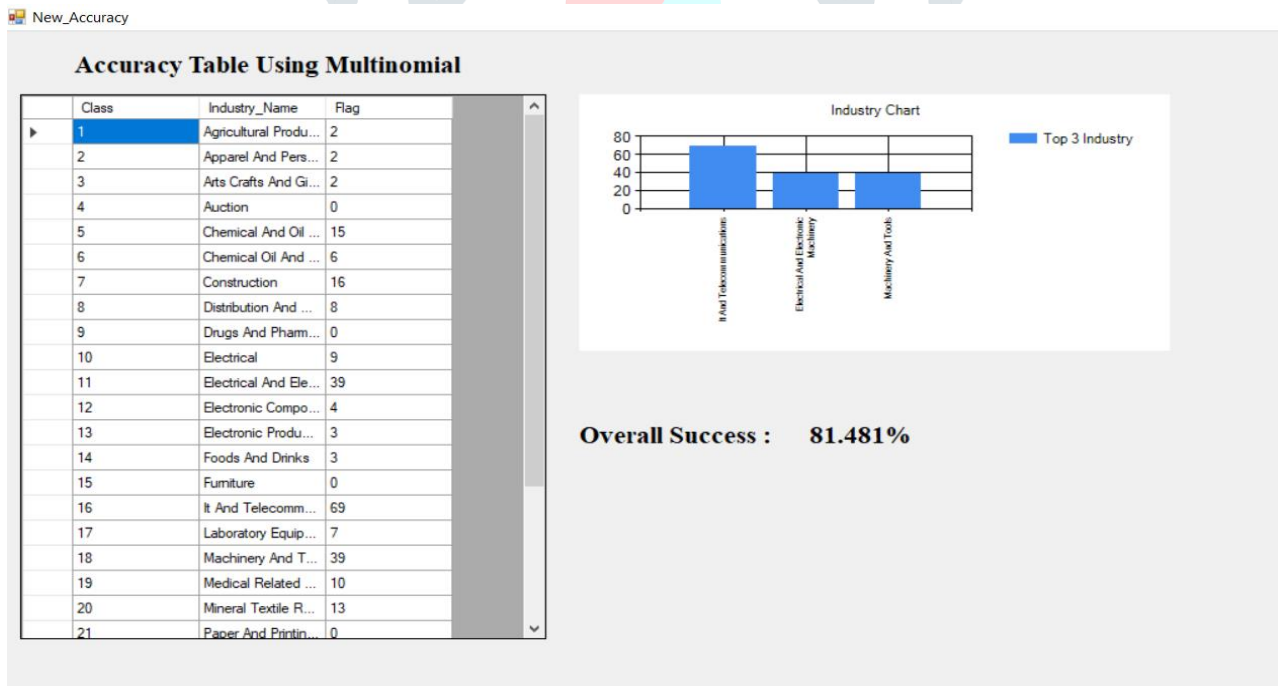 New_Accuracy
Accuracy Table Using Multinomial
Class Industry_Name Flag
1 Agricultural Produ... 2
2 Apparel And Pers... 2
3 Arts Crafts And Gi... 2
4 Auction 0
5 Chemical And Oil ... 15
6 Chemical Oil And ... 6
7 Construction 16
8 Distribution And ... 8
9 Drugs And Pharm... 0
10 Electrical 9
11 Electrical And Ele... 39
12 Electronic Compo... 4
13 Electronic Produ... 3
14 Foods And Drinks 3
15 Furniture 0
16 It And Telecomm... 69
17 Laboratory Equip... 7
18 Machinery And T... 39
19 Medical Related ... 10
20 Mineral Textile R... 13
21 Paper And Printin... 0
Industry Chart
80
60
40
20
0
It And Telecommunications
Electrical And Electronic
Machinery
Machinery And Tools
Top 3 Industry
Overall Success : 81.481%